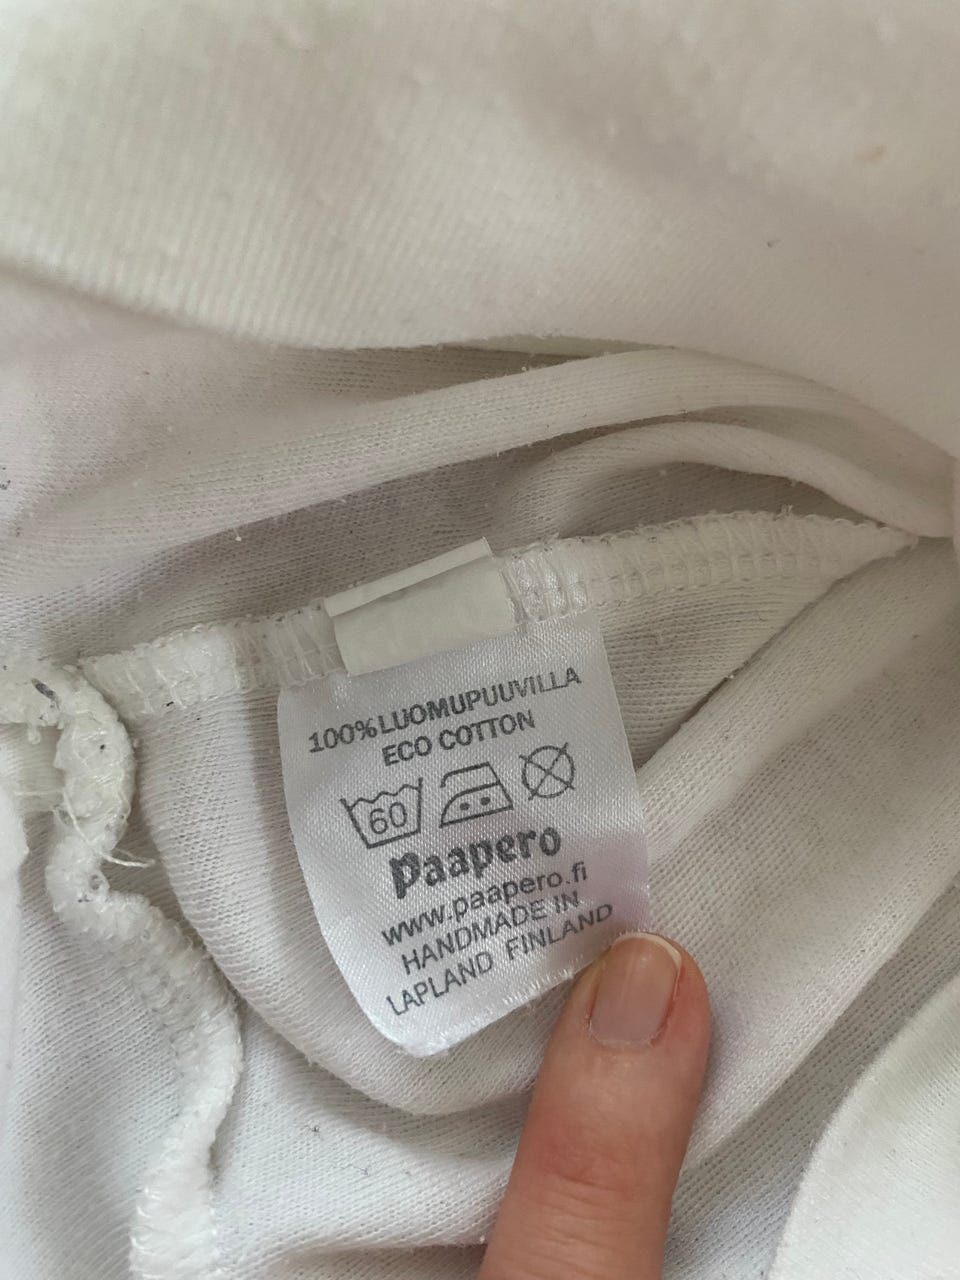 100% LUOMUPUUVILLA
ECO COTTON
60
Paapero
www.paapero.fi
HANDMADE IN
LAPLAND FINLAND